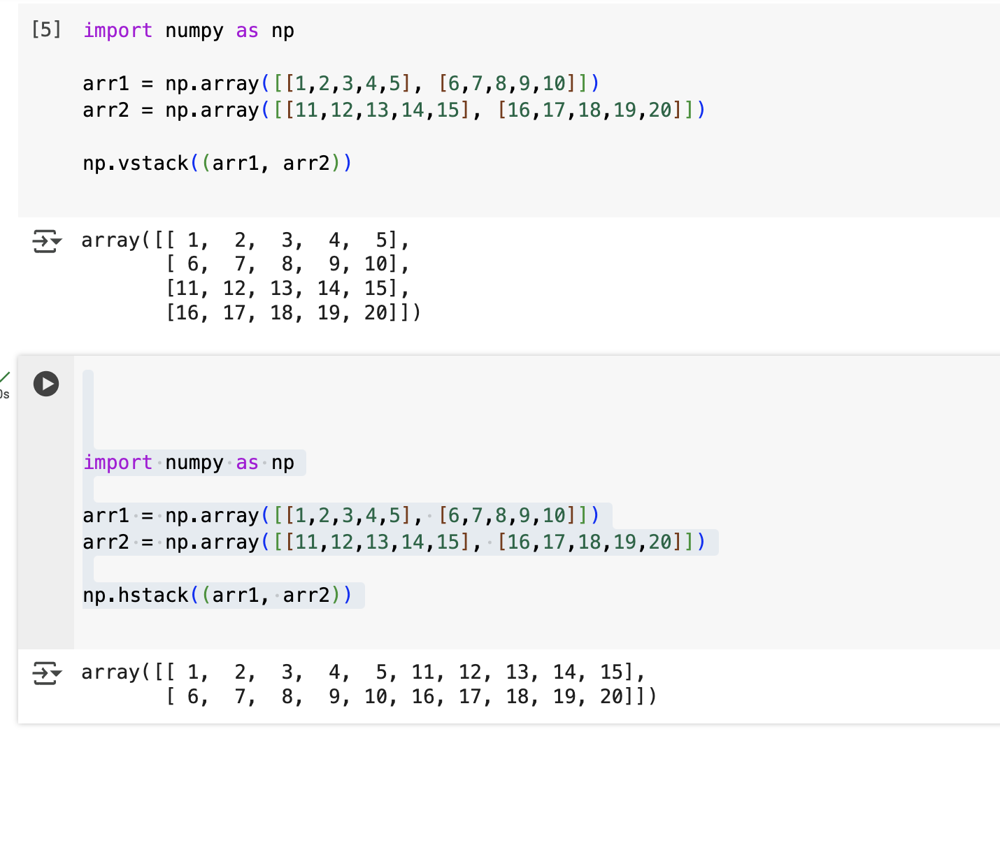 [5] import numpy as np
arr1 = np.array([[1,2,3,4,5], [6,7,8,9,10]])
arr2 = np.array([[11,12,13,14,15], [16,17,18,19,20]])
np.vstack((arr1, arr2))
array([[ 1,  2,  3,  4,  5],
       [ 6,  7,  8,  9, 10],
       [11, 12, 13, 14, 15],
       [16, 17, 18, 19, 20]])
0s
import numpy as np
arr1 = np.array([[1,2,3,4,5], [6,7,8,9,10]])
arr2 = np.array([[11,12,13,14,15], [16,17,18,19,20]])
np.hstack((arr1, arr2))
array([[ 1,  2,  3,  4,  5, 11, 12, 13, 14, 15],
       [ 6,  7,  8,  9, 10, 16, 17, 18, 19, 20]])